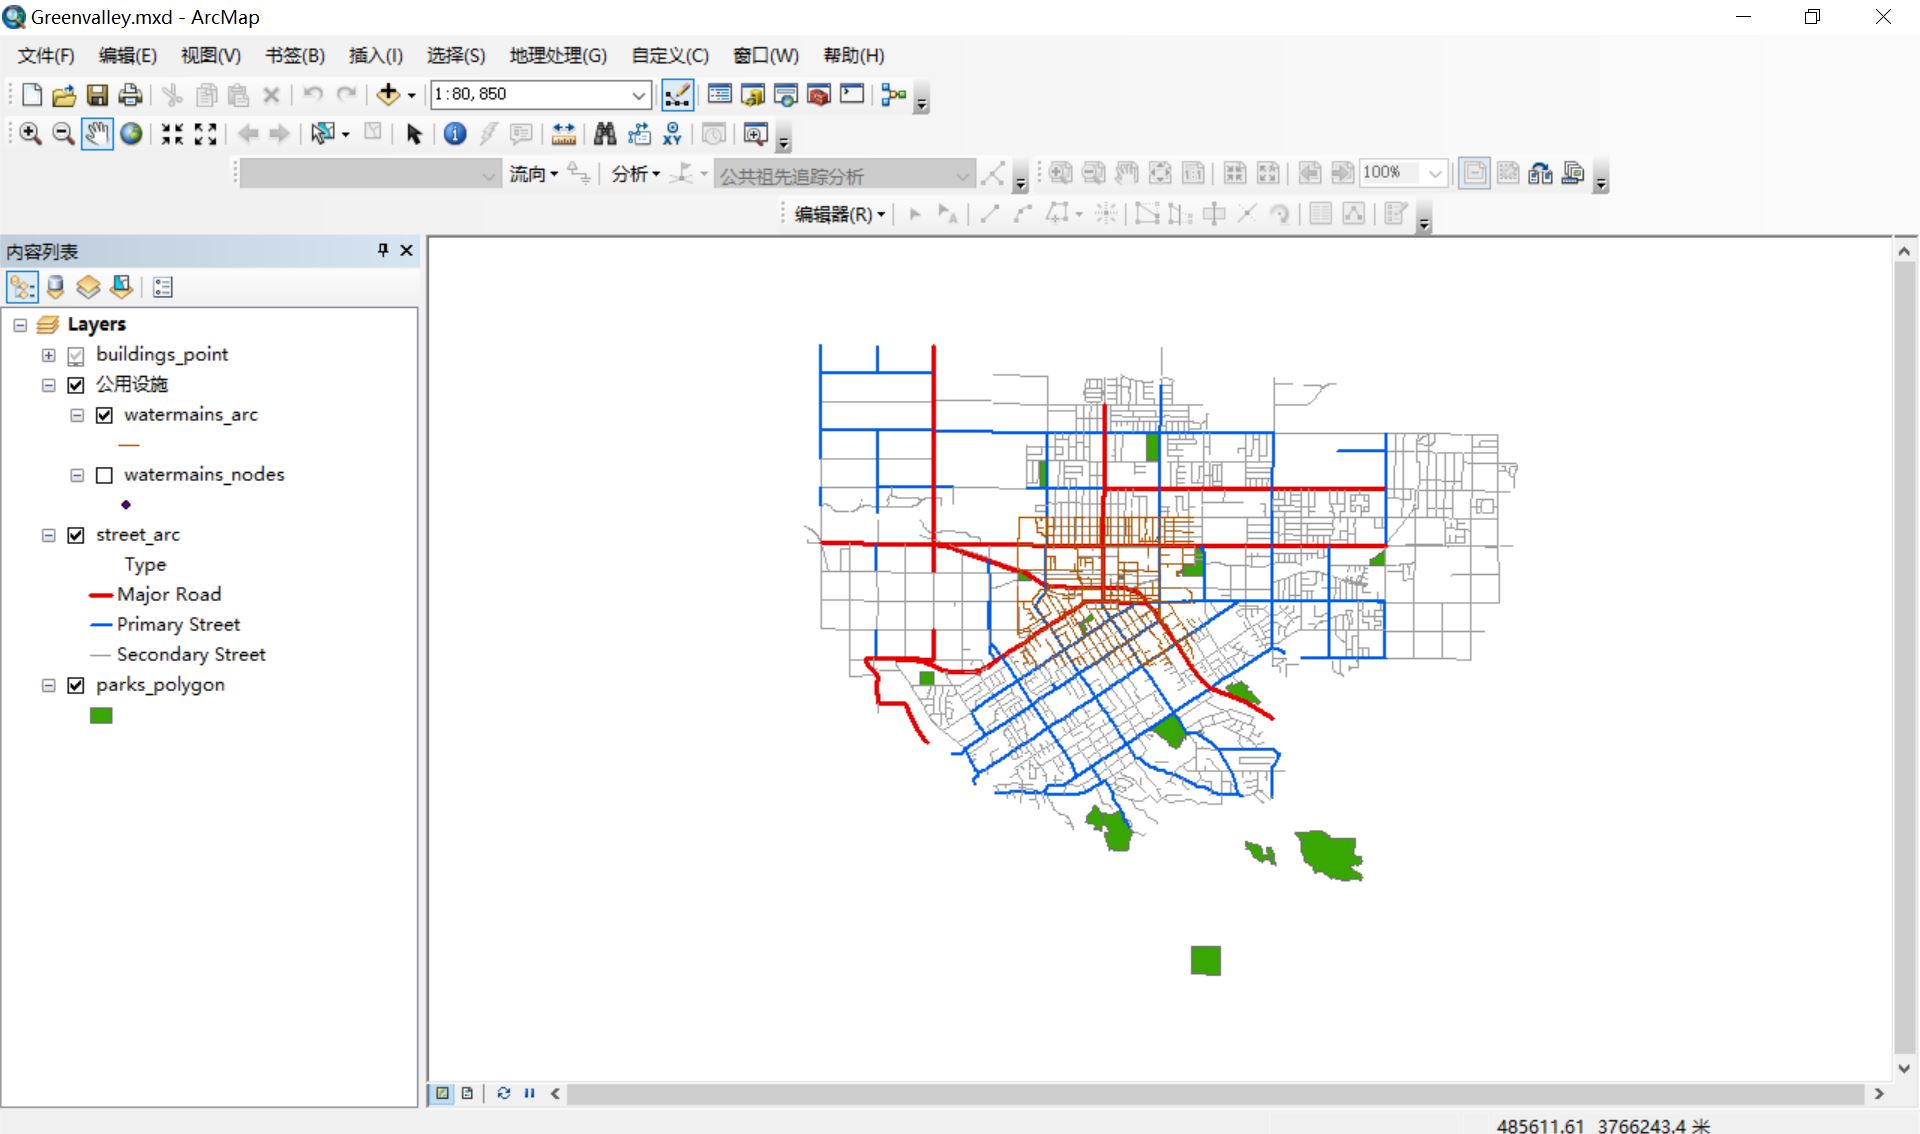 Greenvalley.mxd - ArcMap
文件(F) 编辑(E) 视图(V) 书签(B) 插入(I) 选择(S) 地理处理(G) 自定义(C) 窗口(W) 帮助(H)
1:80,850
XY
流向 分析 公共祖先追踪分析 1:1 100%
编辑器(R)
内容列表
Layers
buildings_point
公用设施
watermains_arc
watermains_nodes
street_arc
Type
Major Road
Primary Street
Secondary Street
parks_polygon
485611.61 3766243.4 米